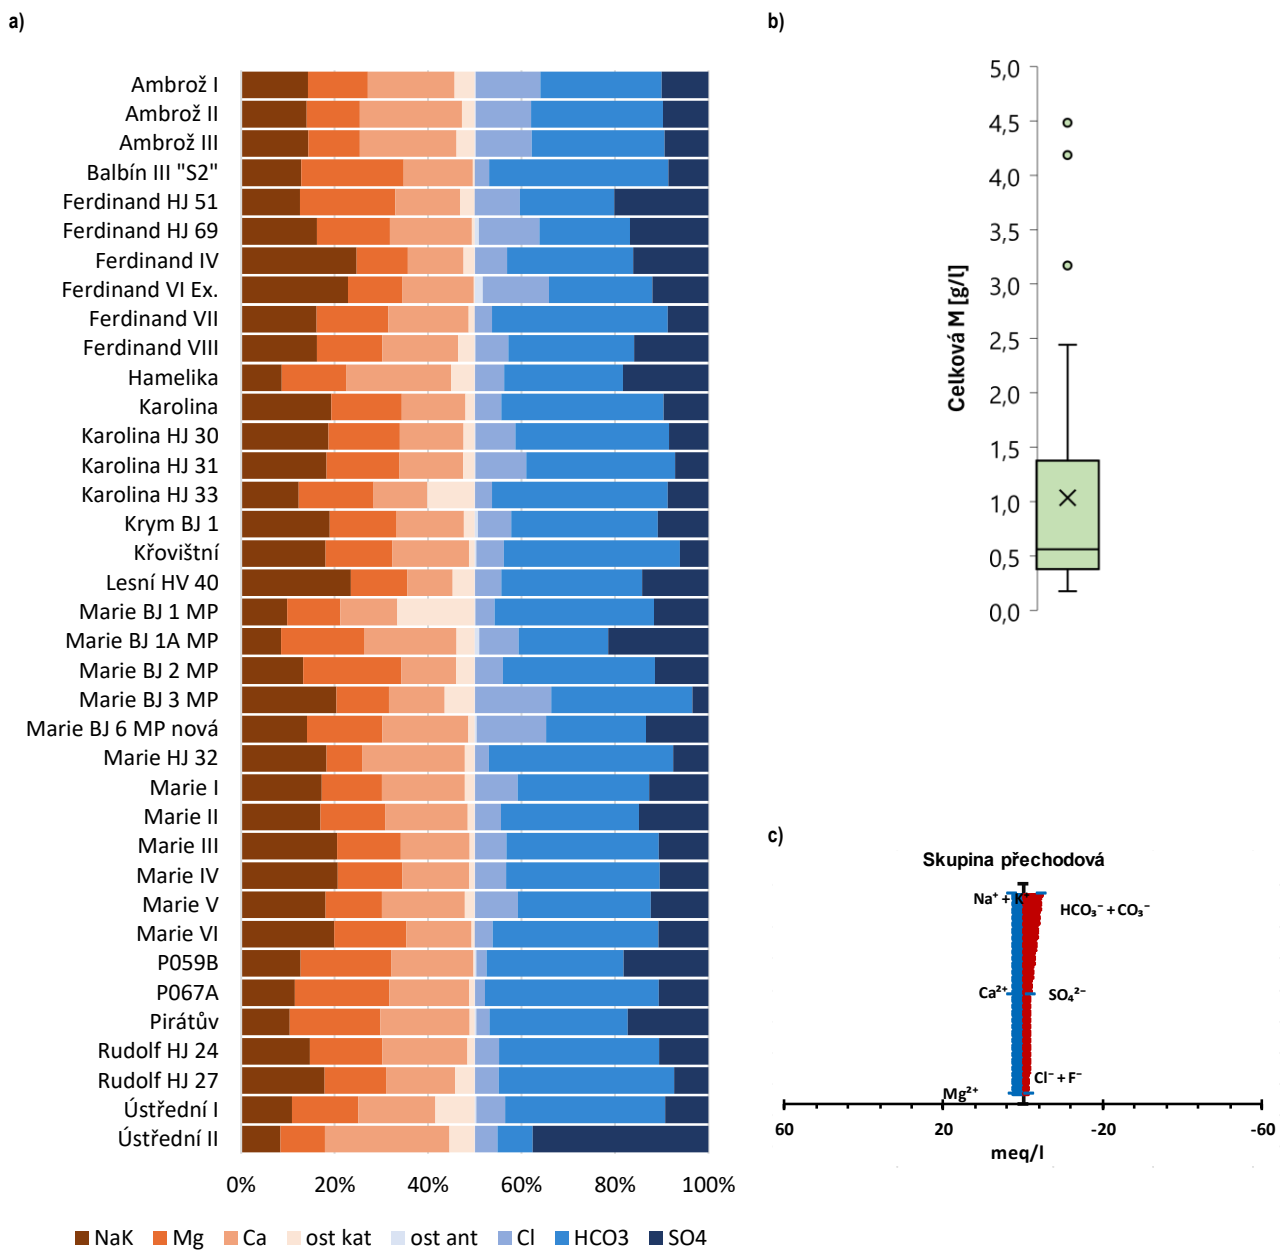 a)
Ambrož I
Ambrož II
Ambrož III
Balbín III "S2"
Ferdinand HJ 51
Ferdinand HJ 69
Ferdinand IV
Ferdinand VI Ex.
Ferdinand VII
Ferdinand VIII
Hamelika
Karolina
Karolina HJ 30
Karolina HJ 31
Karolina HJ 33
Krym BJ 1
Křovištní
Lesní HV 40
Marie BJ 1 MP
Marie BJ 1A MP
Marie BJ 2 MP
Marie BJ 3 MP
Marie BJ 6 MP nová
Marie HJ 32
Marie I
Marie II
Marie III
Marie IV
Marie V
Marie VI
P059B
P067A
Pirátův
Rudolf HJ 24
Rudolf HJ 27
Ústřední I
Ústřední II
0% 20% 40% 60% 80% 100%
NaK Mg Ca ost kat ost ant Cl HCO3 SO4
b)
Celková M [g/l]
5,0
4,5
4,0
3,5
3,0
2,5
2,0
1,5
1,0
0,5
0,0
c)
Skupina přechodová
Na⁺ + K⁺
HCO₃⁻ + CO₃⁻
Ca²⁺
SO₄²⁻
Cl⁻ + F⁻
Mg²⁺
60 20 -20 -60
meq/l